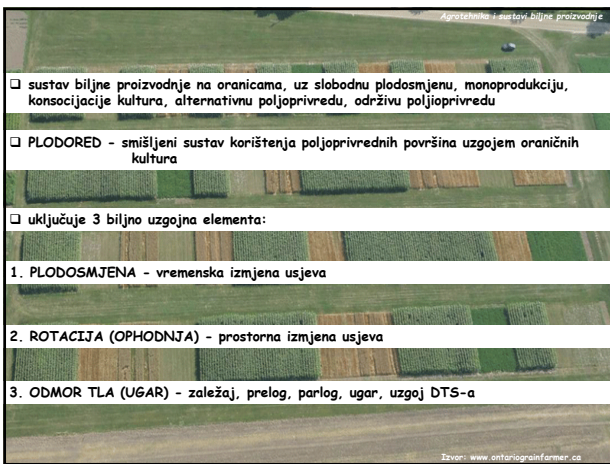 Agrotehnika i sustavi biljne proizvodnje
❑ sustav biljne proizvodnje na oranicama, uz slobodnu plodosmjenu, monoprodukciju,
konsocijacije kultura, alternativnu poljoprivredu, održivu poljioprivredu
❑ PLODORED - smišljeni sustav korištenja poljoprivrednih površina uzgojem oraničnih
kultura
❑ uključuje 3 biljno uzgojna elementa:
1. PLODOSMJENA - vremenska izmjena usjeva
2. ROTACIJA (OPHODNJA) - prostorna izmjena usjeva
3. ODMOR TLA (UGAR) - zaležaj, prelog, parlog, ugar, uzgoj DTS-a
Izvor: www.ontariograinfarmer.ca